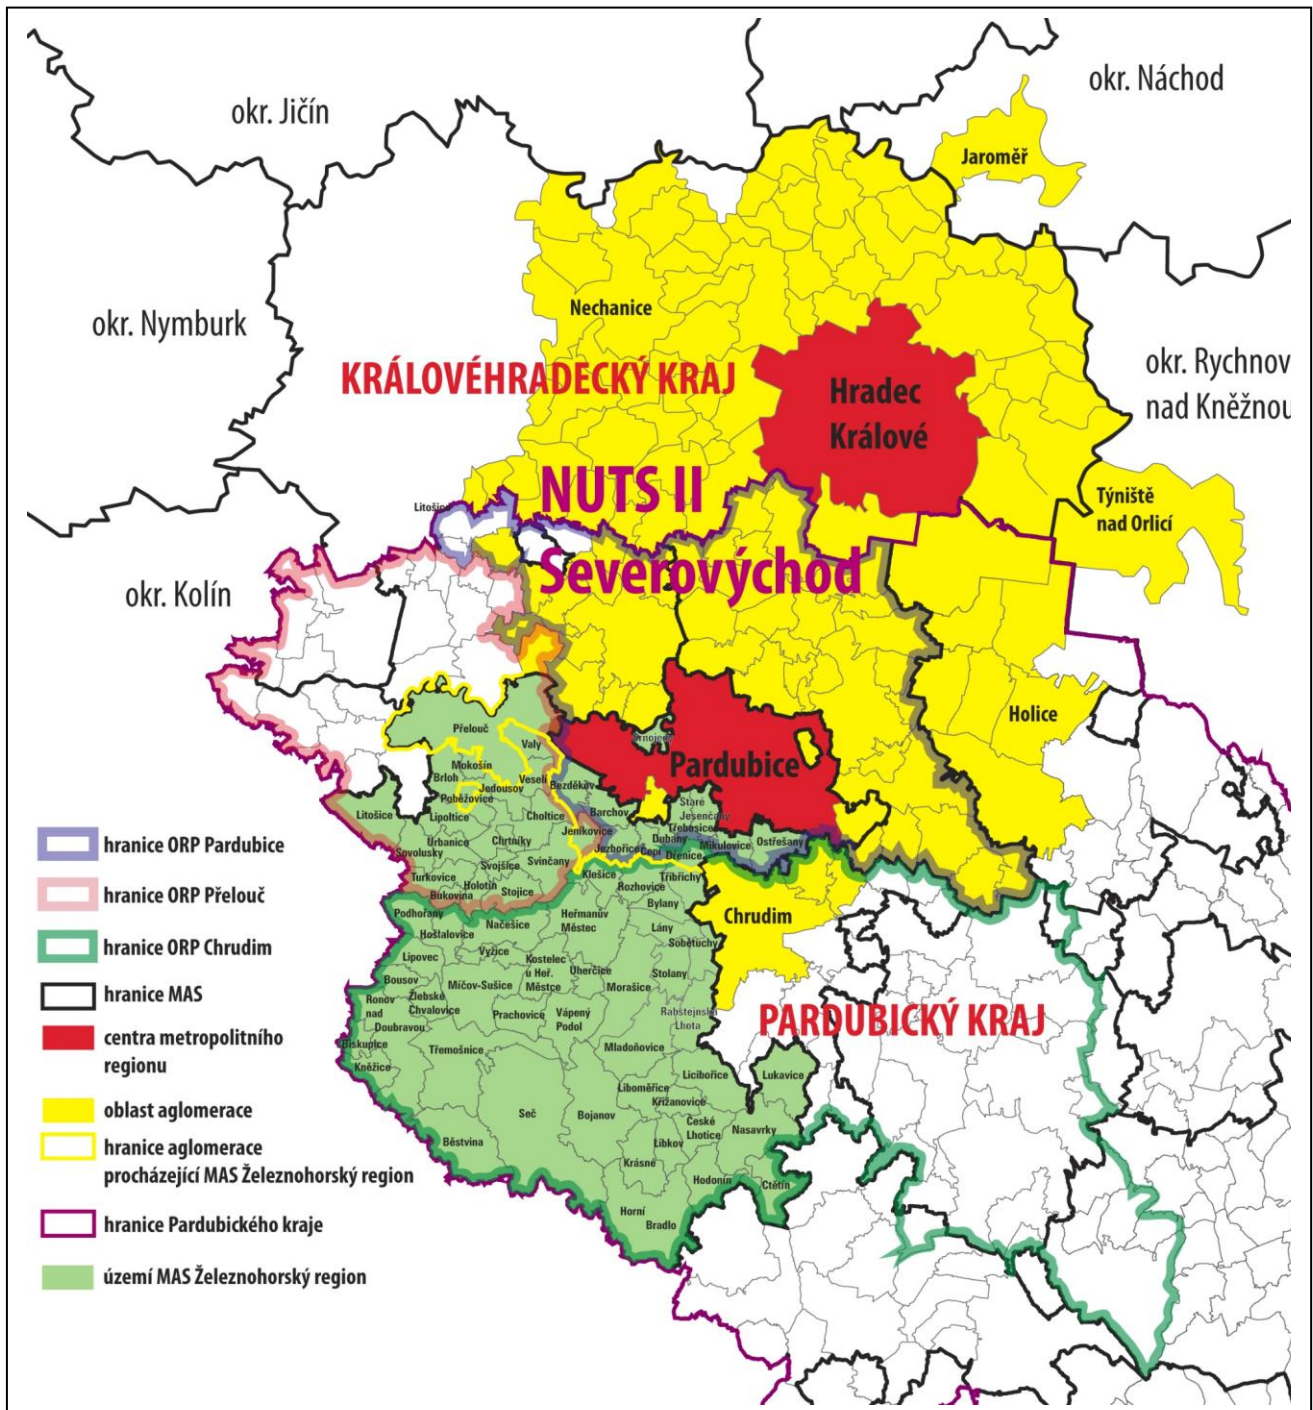 okr. Jičín
okr. Náchod
Jaroměř
okr. Nymburk
Nechanice
KRÁLOVÉHRADECKÝ KRAJ
Hradec
Králové
okr. Rychnov
nad Kněžnou
NUTS II
Týniště
nad Orlicí
Litošice
Severovýchod
okr. Kolín
Holice
Přelouč
Valy
Pardubice
Mokošín
Brloh
Veselí
Jedousov
Bezděkov
Poběžovice
Staré
Jesenčany
Litošice
Lipoltice
Choltice
Barchov
Třebosice
Jeníkovice
Dubany
Ostřešany
Urbanice
Chrtníky
Mikulovice
Jezbořice
Čepí
Dřenice
Sovolusky
Svojšice
Svinčany
Turkovice
Klešice
Třibřichy
Holotín
Rozhovice
Bukovina
Stojice
Bylany
Podhořany
Chrudim
Načešice
Heřmanův
Městec
Hošťalovice
Lány
Sobětuchy
Vyžice
Lipovec
Kostelec
u Heř.
Městce
Úherčice
Stolany
Bousov
Míčov-Sušice
Morašice
Ronov
nad
Doubravou
Žlebské
Chvalovice
Prachovice
Vápený
Podol
Rabštejnská
Lhota
PARDUBICKÝ KRAJ
Biskupice
Třemošnice
Mladoňovice
Kněžice
Licibořice
Lukavice
Liboměřice
Křižanovice
Seč
Bojanov
České
Lhotice
Nasavrky
Běstvina
Libkov
Krásné
Hodonín
Ctětín
Horní
Bradlo
hranice ORP Pardubice
hranice ORP Přelouč
hranice ORP Chrudim
hranice MAS
centra metropolitního
regionu
oblast aglomerace
hranice aglomerace
procházející MAS Železnohorský region
hranice Pardubického kraje
území MAS Železnohorský region